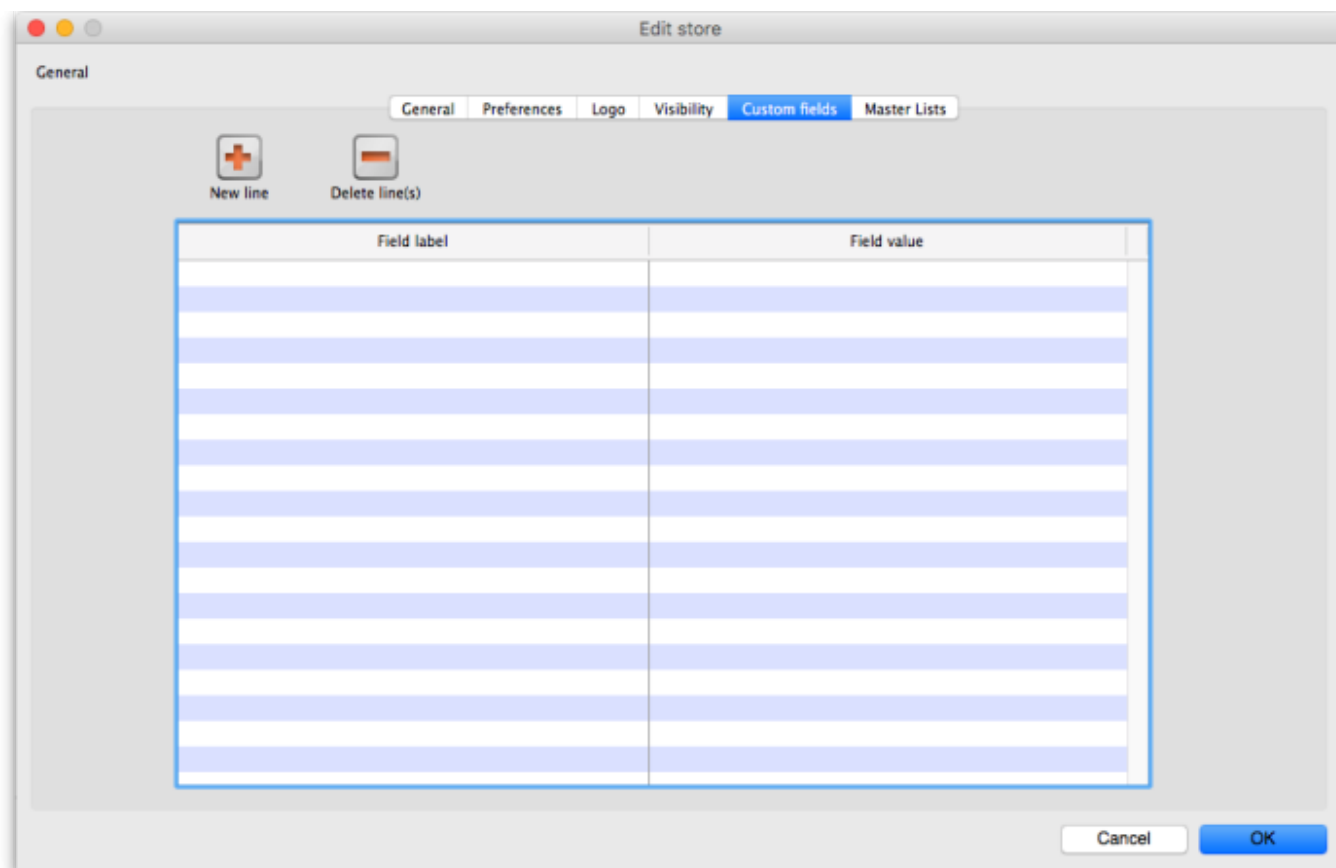 Edit store
General
General Preferences Logo Visibility Custom fields Master Lists
New line Delete line(s)
Field label Field value
Cancel OK